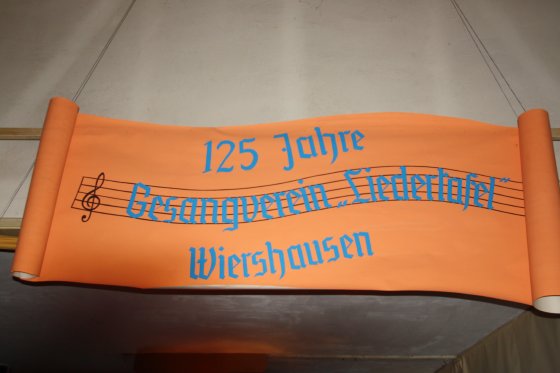 125 Jahre
Gesangverein „Liedertafel"
Wiershausen